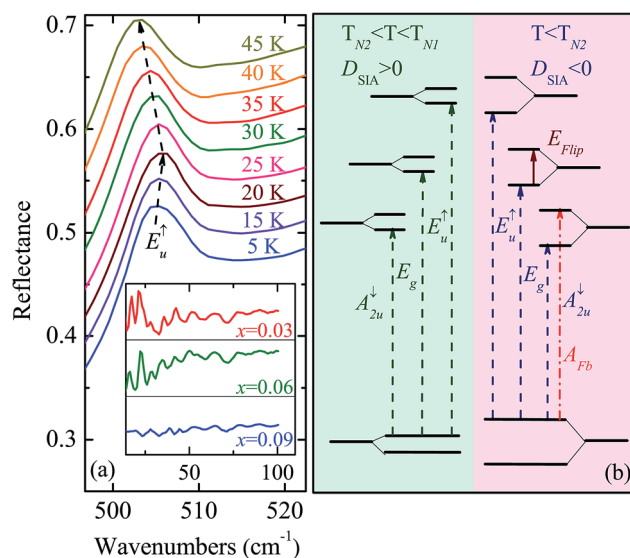 0.7
0.6
0.5
0.4
0.3
Reflectance
45 K
40 K
35 K
30 K
25 K
20 K
15 K
5 K
E_u^↑
x=0.03
x=0.06
x=0.09
50
100
(a)
500
510
520
Wavenumbers (cm⁻¹)
T_N2<T<T_N1
D_SIA>0
A_2u^↓
E_g
E_u^↑
T<T_N2
D_SIA<0
E_Flip
E_u^↑
E_g
A_2u^↓
A_Fb
(b)